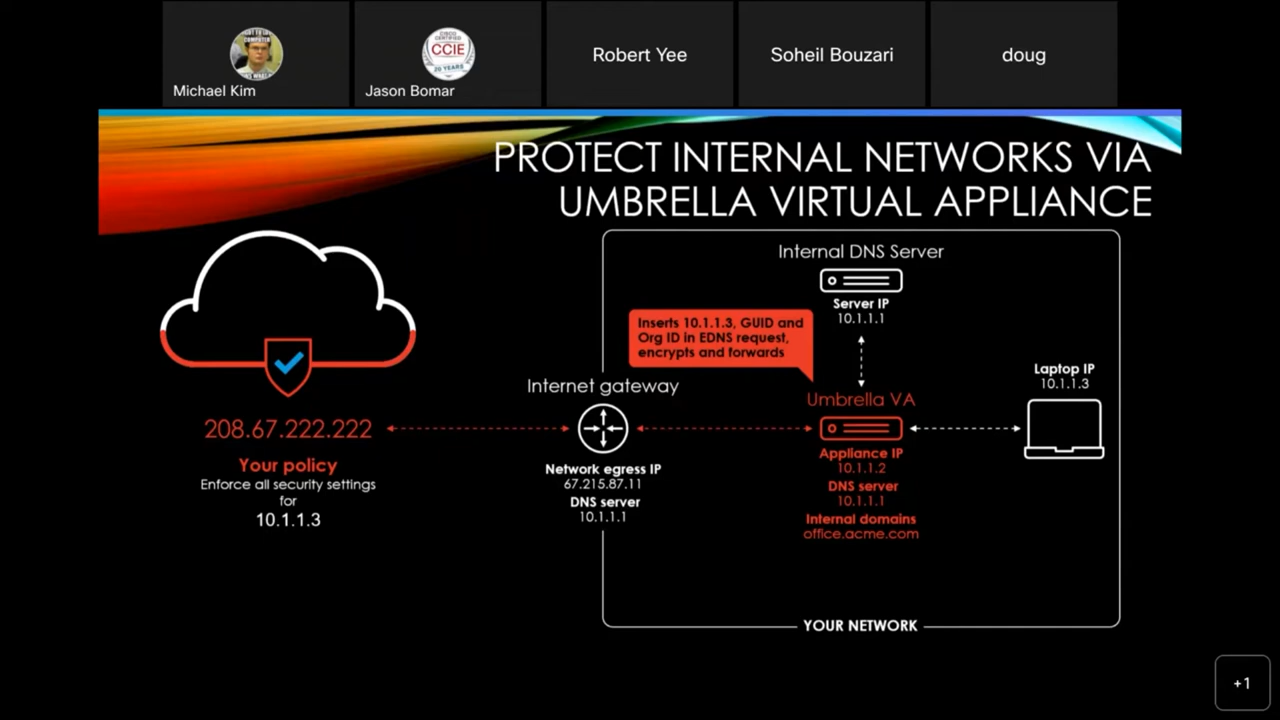 Michael Kim
CISCO
CERTIFIED
CCIE
20 YEARS
Jason Bomar
Robert Yee
Soheil Bouzari
doug
PROTECT INTERNAL NETWORKS VIA
UMBRELLA VIRTUAL APPLIANCE
Internal DNS Server
Server IP
10.1.1.1
Inserts 10.1.1.3, GUID and
Org ID in EDNS request,
encrypts and forwards
Laptop IP
10.1.1.3
Internet gateway
Umbrella VA
208.67.222.222
Your policy
Enforce all security settings
for
10.1.1.3
Network egress IP
67.215.87.11
DNS server
10.1.1.1
Appliance IP
10.1.1.2
DNS server
10.1.1.1
Internal domains
office.acme.com
YOUR NETWORK
+1